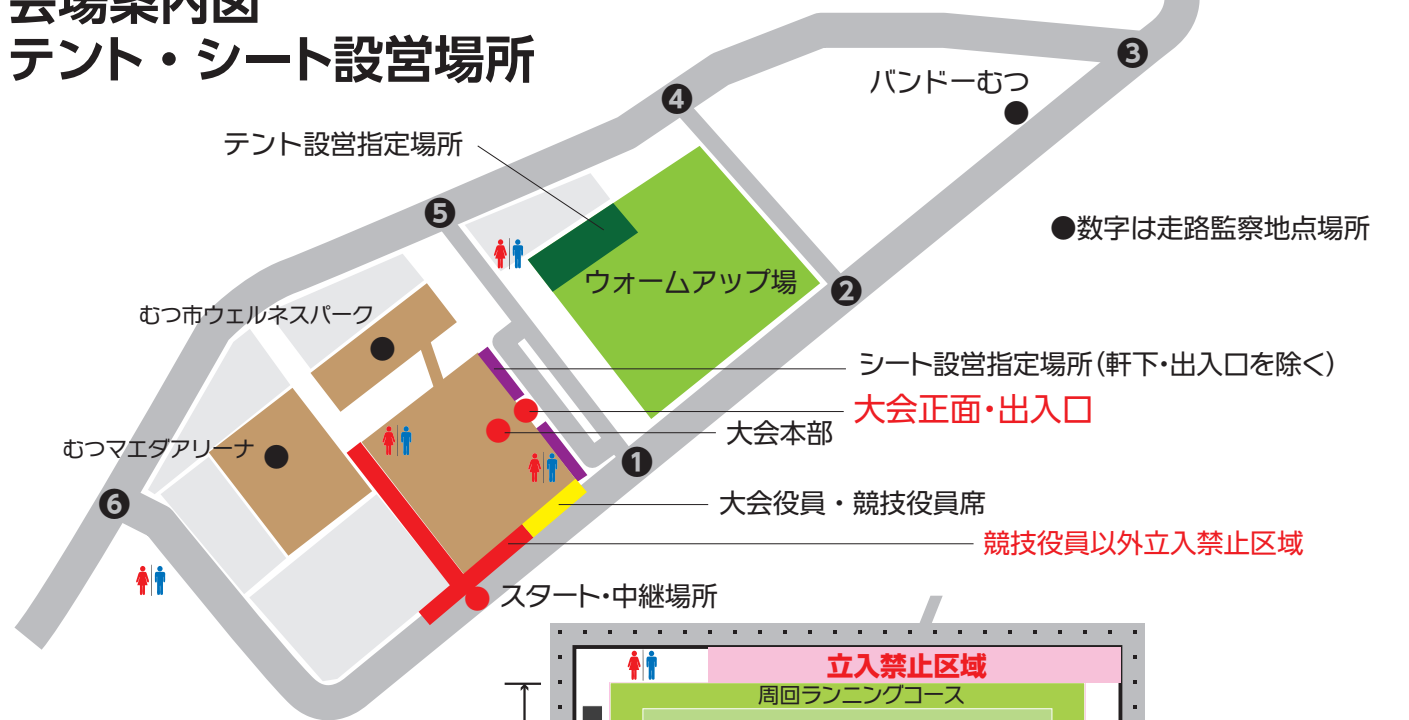 会場案内図
テント・シート設営場所
❸
バンドーむつ
❹
テント設営指定場所
❺
●数字は走路監察地点場所
ウォームアップ場
❷
むつ市ウェルネスパーク
シート設営指定場所(軒下・出入口を除く)
大会正面・出入口
大会本部
むつマエダアリーナ
❶
❻
大会役員・競技役員席
競技役員以外立入禁止区域
スタート・中継場所
立入禁止区域
周回ランニングコース